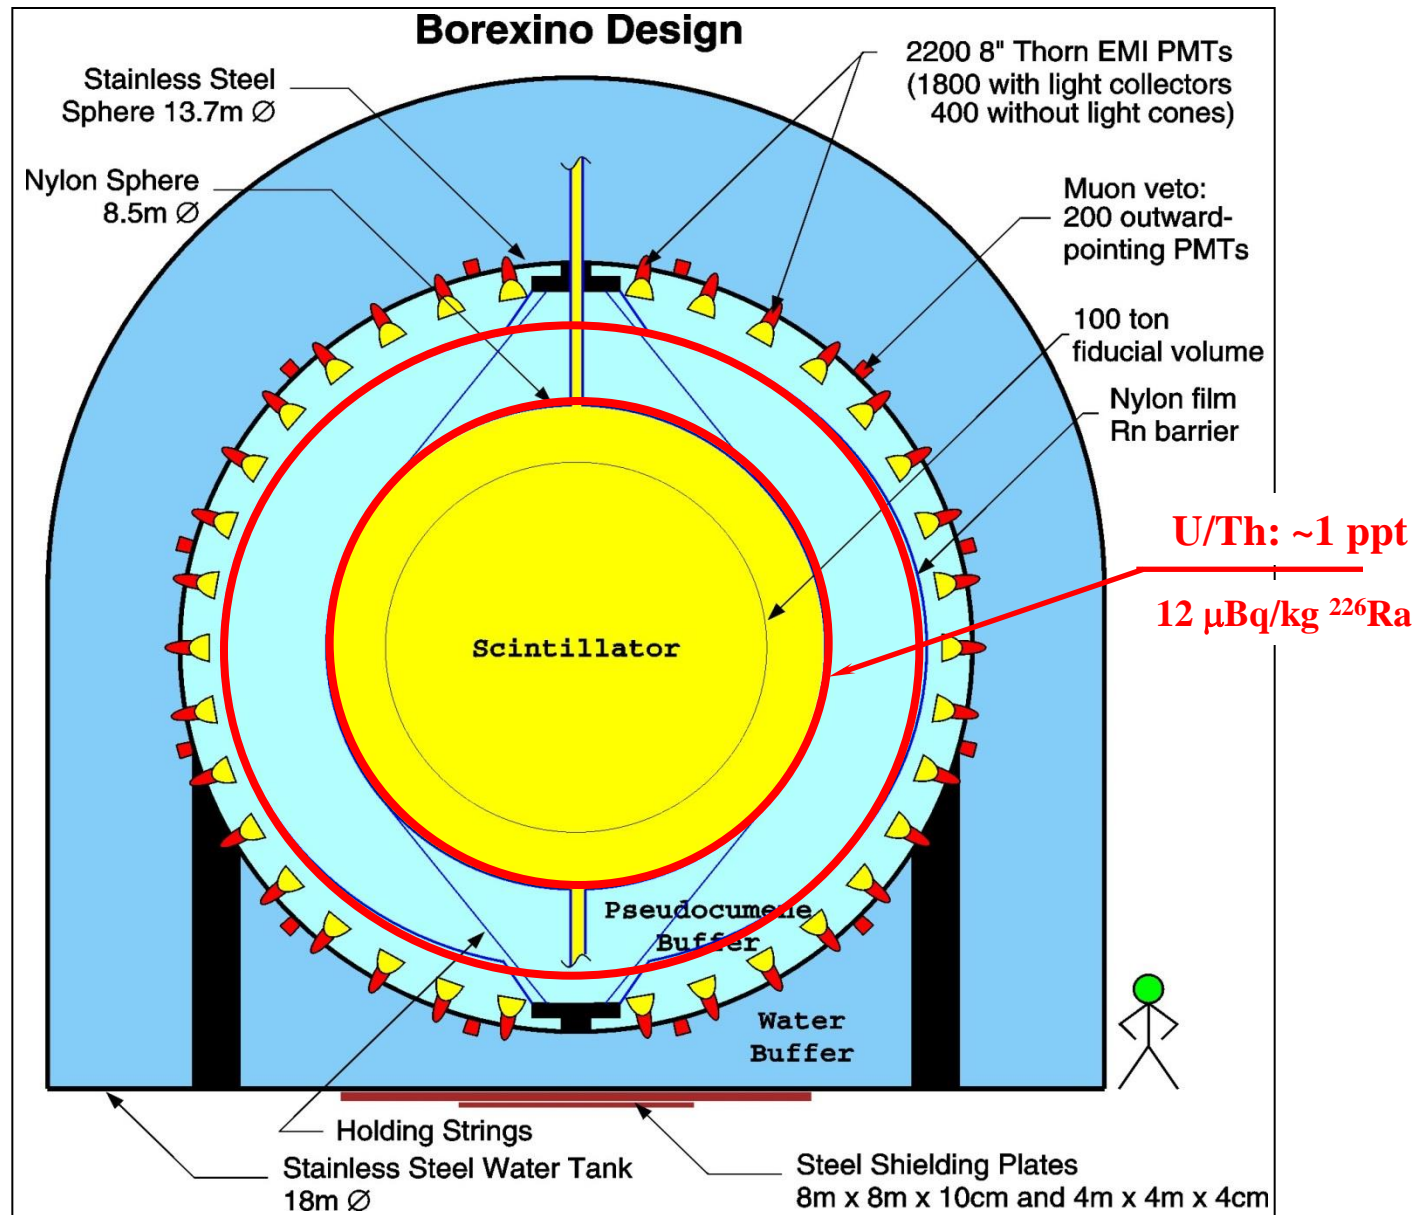 Borexino Design
Stainless Steel
Sphere 13.7m ∅
Nylon Sphere
8.5m ∅
2200 8" Thorn EMI PMTs
(1800 with light collectors
400 without light cones)
Muon veto:
200 outward-
pointing PMTs
100 ton
fiducial volume
Nylon film
Rn barrier
U/Th: ~1 ppt
12 μBq/kg ²²⁶Ra
Scintillator
Pseudocumene
Buffer
Water
Buffer
Holding Strings
Stainless Steel Water Tank
18m ∅
Steel Shielding Plates
8m x 8m x 10cm and 4m x 4m x 4cm